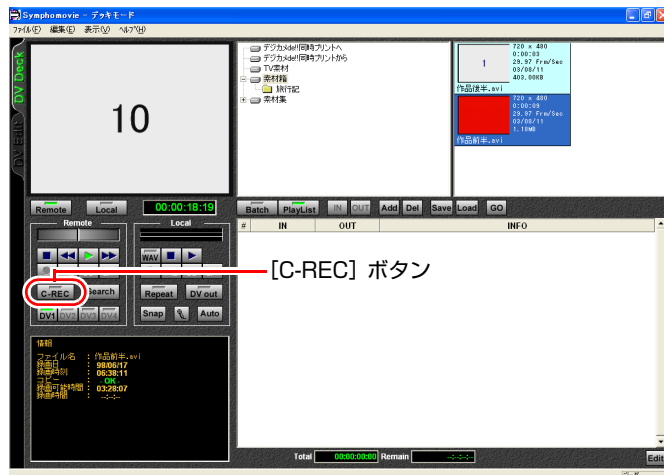 Symphomovie - デッキモード
ファイル(F) 編集(E) 表示(V) ヘルプ(H)
DV Deck
DV Edit
10
デジカメde!!同時プリントへ
デジカメde!!同時プリントから
TV素材
素材箱
旅行記
素材集
1
720 x 480
0:00:03
29.97 Frm/Sec
03/08/11
403.00KB
作品後半.avi
720 x 480
0:00:09
29.97 Frm/Sec
03/08/11
1.18MB
作品前半.avi
Remote Local 00:00:18:19
Batch PlayList IN OUT Add Del Save Load GO
Remote Local
# IN OUT INFO
WAV
[C-REC] ボタン
C-REC Search Repeat DV out
DV1 DV2 DV3 DV4 Snap Auto
情報
ファイル名 : 作品前半.avi
録画日 : 98/06/17
録画時刻 : 06:38:11
コピー : - OK -
録画可能時間 : 03:28:07
録画時間 : --:--:--
Total 00:00:00:00 Remain --:--:--:--
Edit